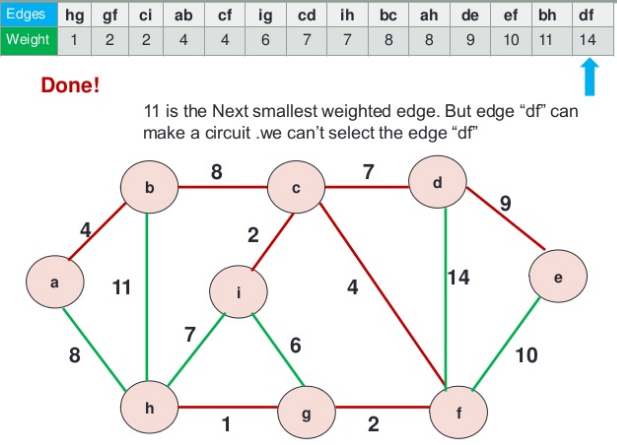 Edges hg gf ci ab cf ig cd ih bc ah de ef bh df
Weight 1 2 2 4 4 6 7 7 8 8 9 10 11 14
Done!
11 is the Next smallest weighted edge. But edge “df” can
make a circuit .we can’t select the edge “df”
8 7
b c d
4 2 9
a 11 i 4 14 e
8 7 6 10
h g f
1 2